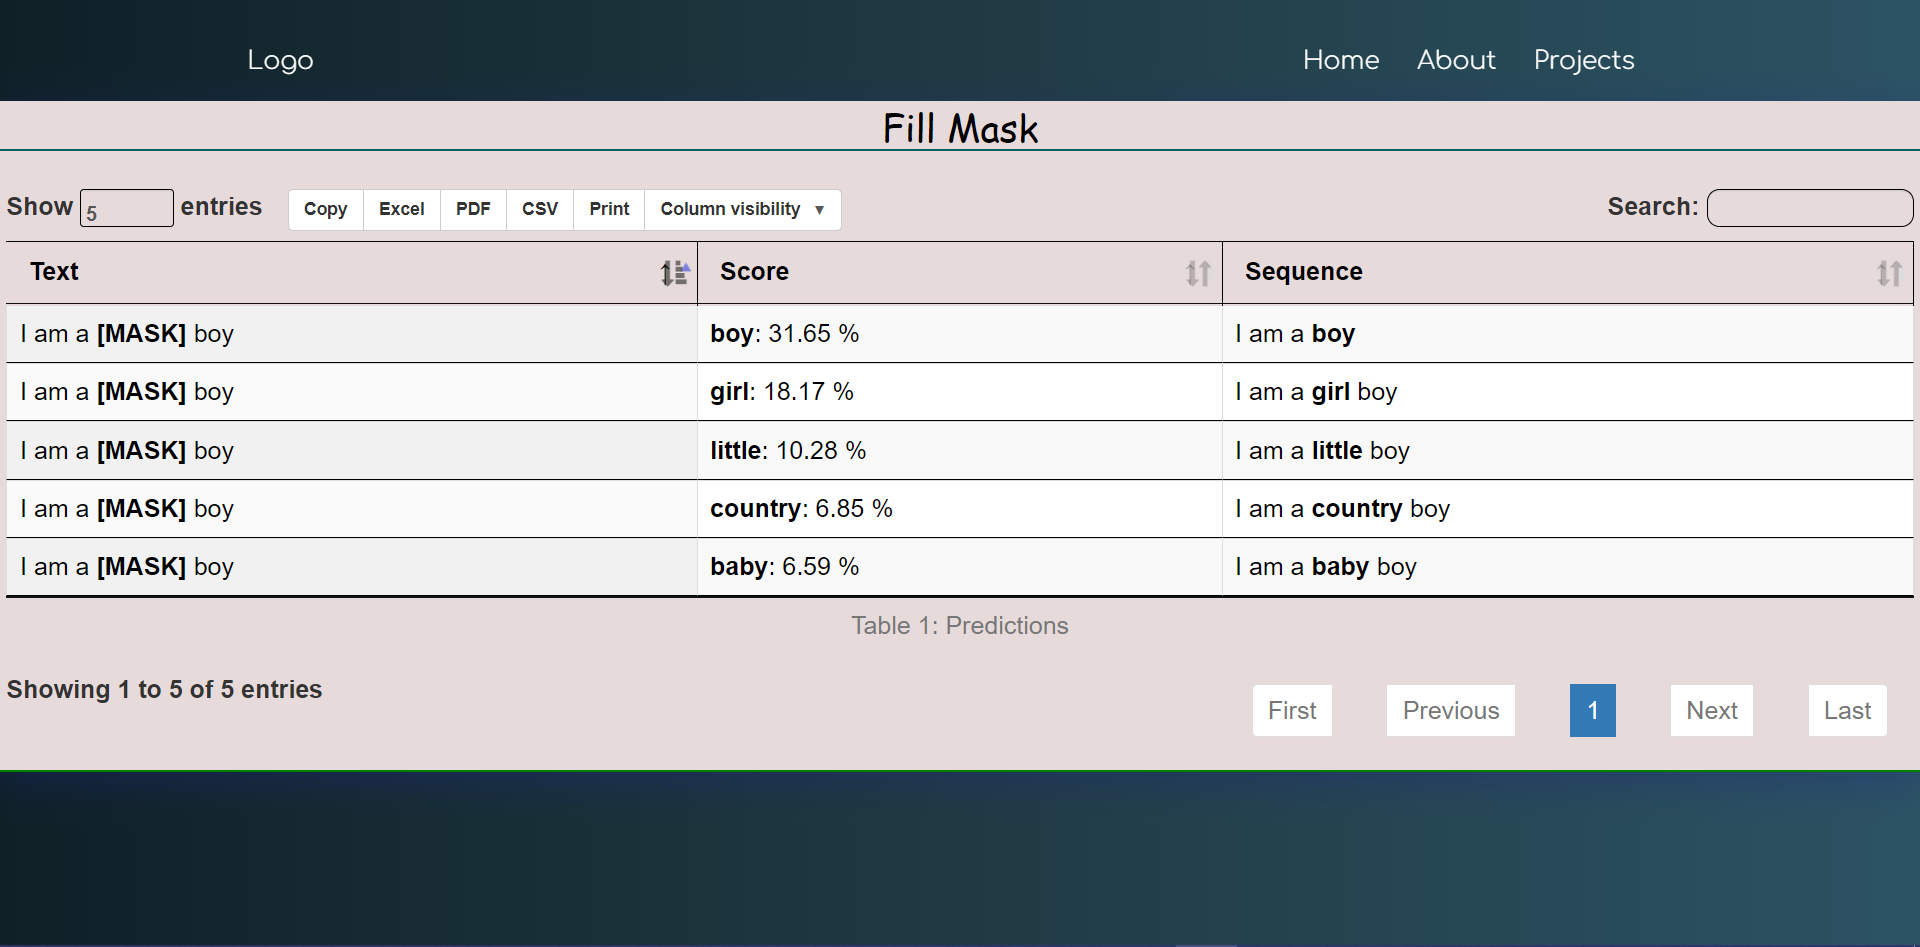 Logo Home About Projects
Fill Mask
Show 5 entries Copy Excel PDF CSV Print Column visibility ▼ Search:
Text Score Sequence
I am a [MASK] boy boy: 31.65 % I am a boy
I am a [MASK] boy girl: 18.17 % I am a girl boy
I am a [MASK] boy little: 10.28 % I am a little boy
I am a [MASK] boy country: 6.85 % I am a country boy
I am a [MASK] boy baby: 6.59 % I am a baby boy
Table 1: Predictions
Showing 1 to 5 of 5 entries First Previous 1 Next Last